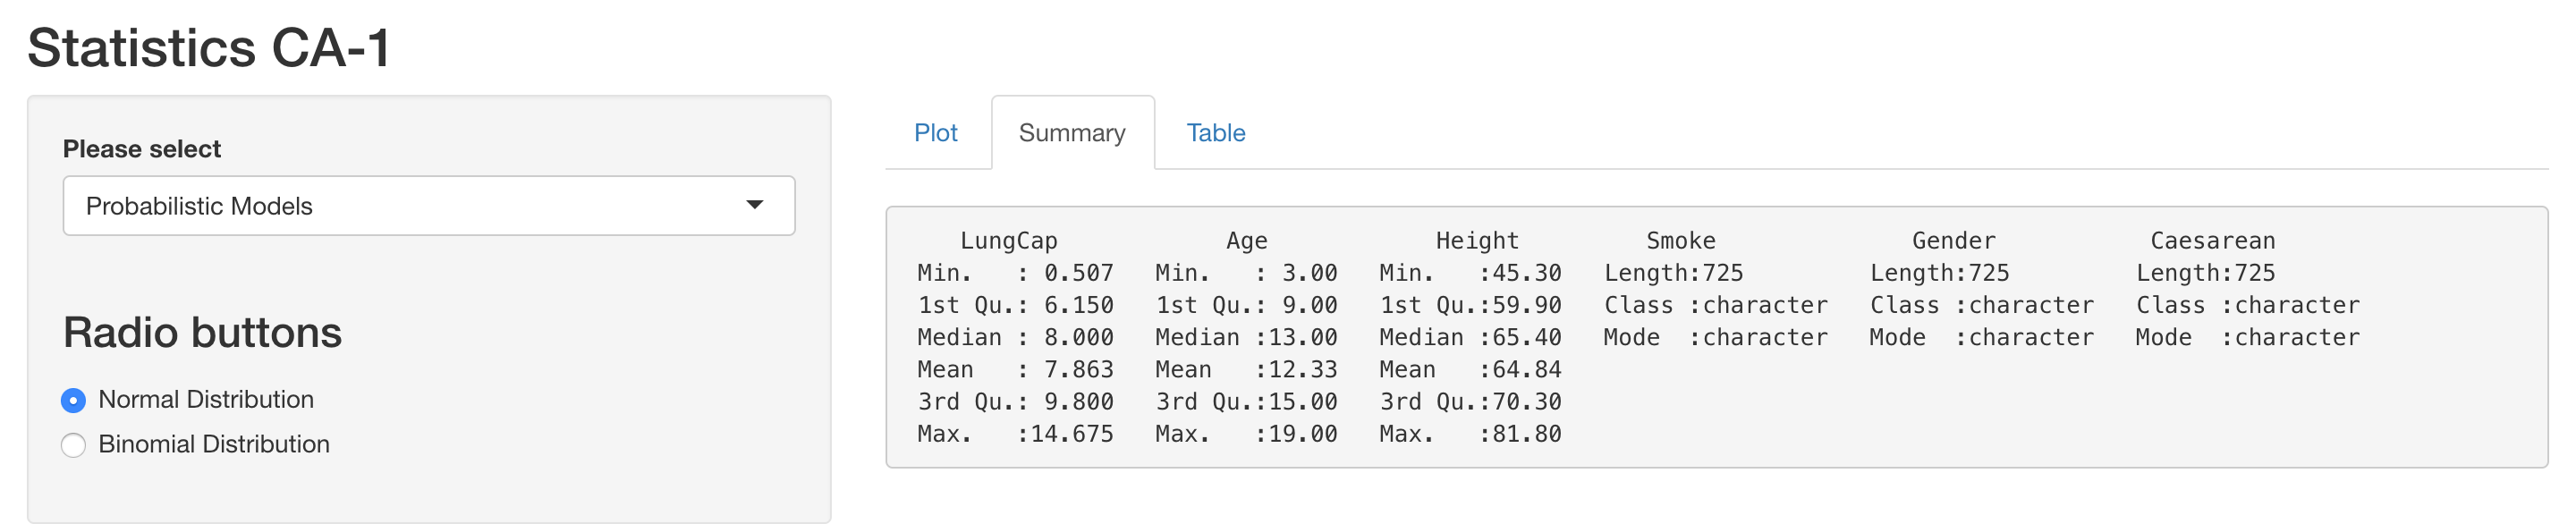 Statistics CA-1
Please select
Probabilistic Models
Radio buttons
Normal Distribution
Binomial Distribution
Plot Summary Table
LungCap Age Height Smoke Gender Caesarean
Min. : 0.507 Min. : 3.00 Min. :45.30 Length:725 Length:725 Length:725
1st Qu.: 6.150 1st Qu.: 9.00 1st Qu.:59.90 Class :character Class :character Class :character
Median : 8.000 Median :13.00 Median :65.40 Mode :character Mode :character Mode :character
Mean : 7.863 Mean :12.33 Mean :64.84
3rd Qu.: 9.800 3rd Qu.:15.00 3rd Qu.:70.30
Max. :14.675 Max. :19.00 Max. :81.80